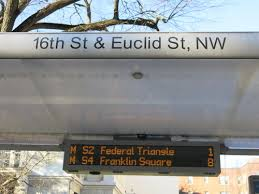 16th St & Euclid St, NW
M S2 Federal Triangle 1
M S4 Franklin Square 8